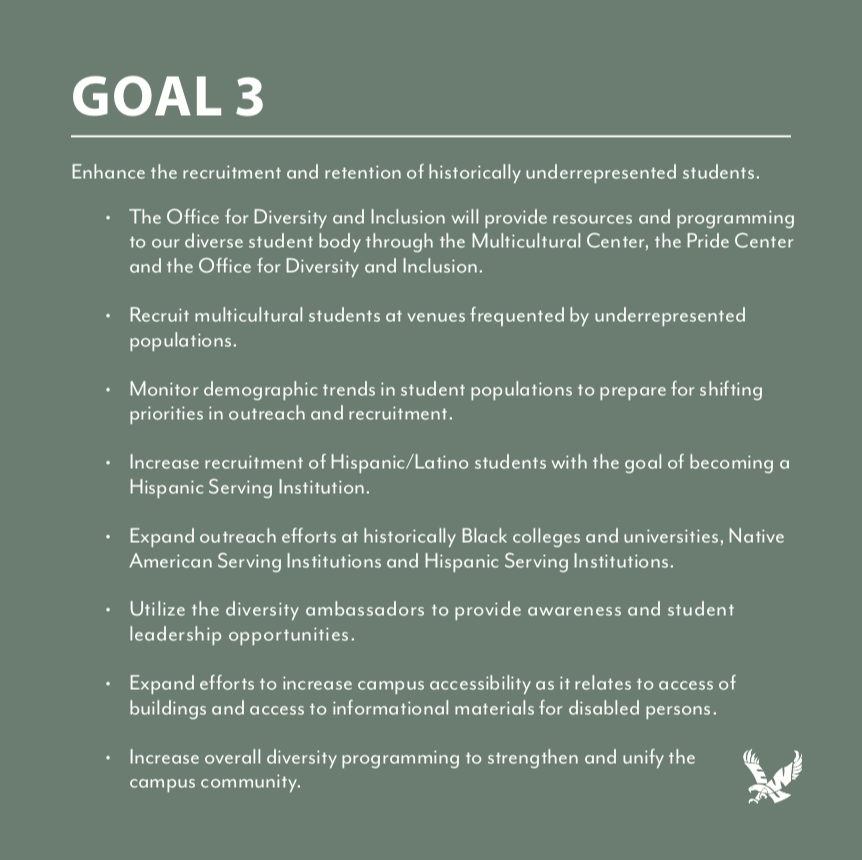 GOAL 3
Enhance the recruitment and retention of historically underrepresented students.
• The Office for Diversity and Inclusion will provide resources and programming
to our diverse student body through the Multicultural Center, the Pride Center
and the Office for Diversity and Inclusion.
• Recruit multicultural students at venues frequented by underrepresented
populations.
• Monitor demographic trends in student populations to prepare for shifting
priorities in outreach and recruitment.
• Increase recruitment of Hispanic/Latino students with the goal of becoming a
Hispanic Serving Institution.
• Expand outreach efforts at historically Black colleges and universities, Native
American Serving Institutions and Hispanic Serving Institutions.
• Utilize the diversity ambassadors to provide awareness and student
leadership opportunities.
• Expand efforts to increase campus accessibility as it relates to access of
buildings and access to informational materials for disabled persons.
• Increase overall diversity programming to strengthen and unify the
campus community.
EWU